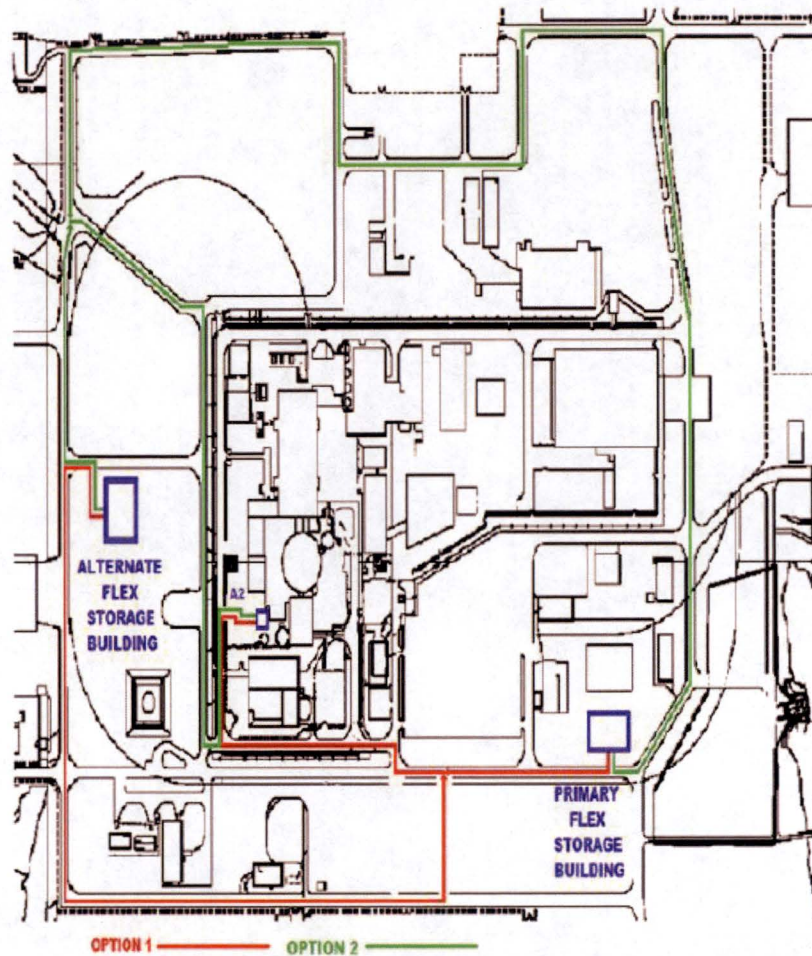 A2
ALTERNATE
FLEX
STORAGE
BUILDING
PRIMARY
FLEX
STORAGE
BUILDING
OPTION 1
OPTION 2